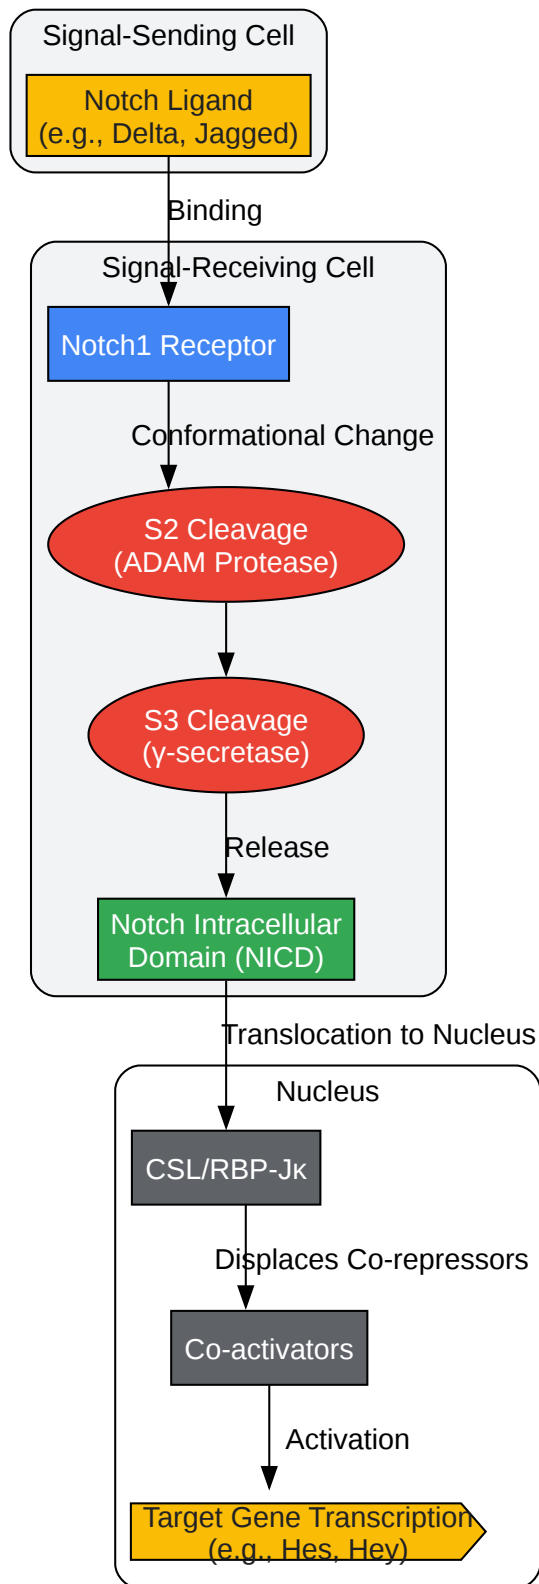 Signal-Sending Cell
Notch Ligand
(e.g., Delta, Jagged)
Binding
Signal-Receiving Cell
Notch1 Receptor
Conformational Change
S2 Cleavage
(ADAM Protease)
S3 Cleavage
(γ-secretase)
Release
Notch Intracellular
Domain (NICD)
Translocation to Nucleus
Nucleus
CSL/RBP-Jκ
Displaces Co-repressors
Co-activators
Activation
Target Gene Transcription
(e.g., Hes, Hey)